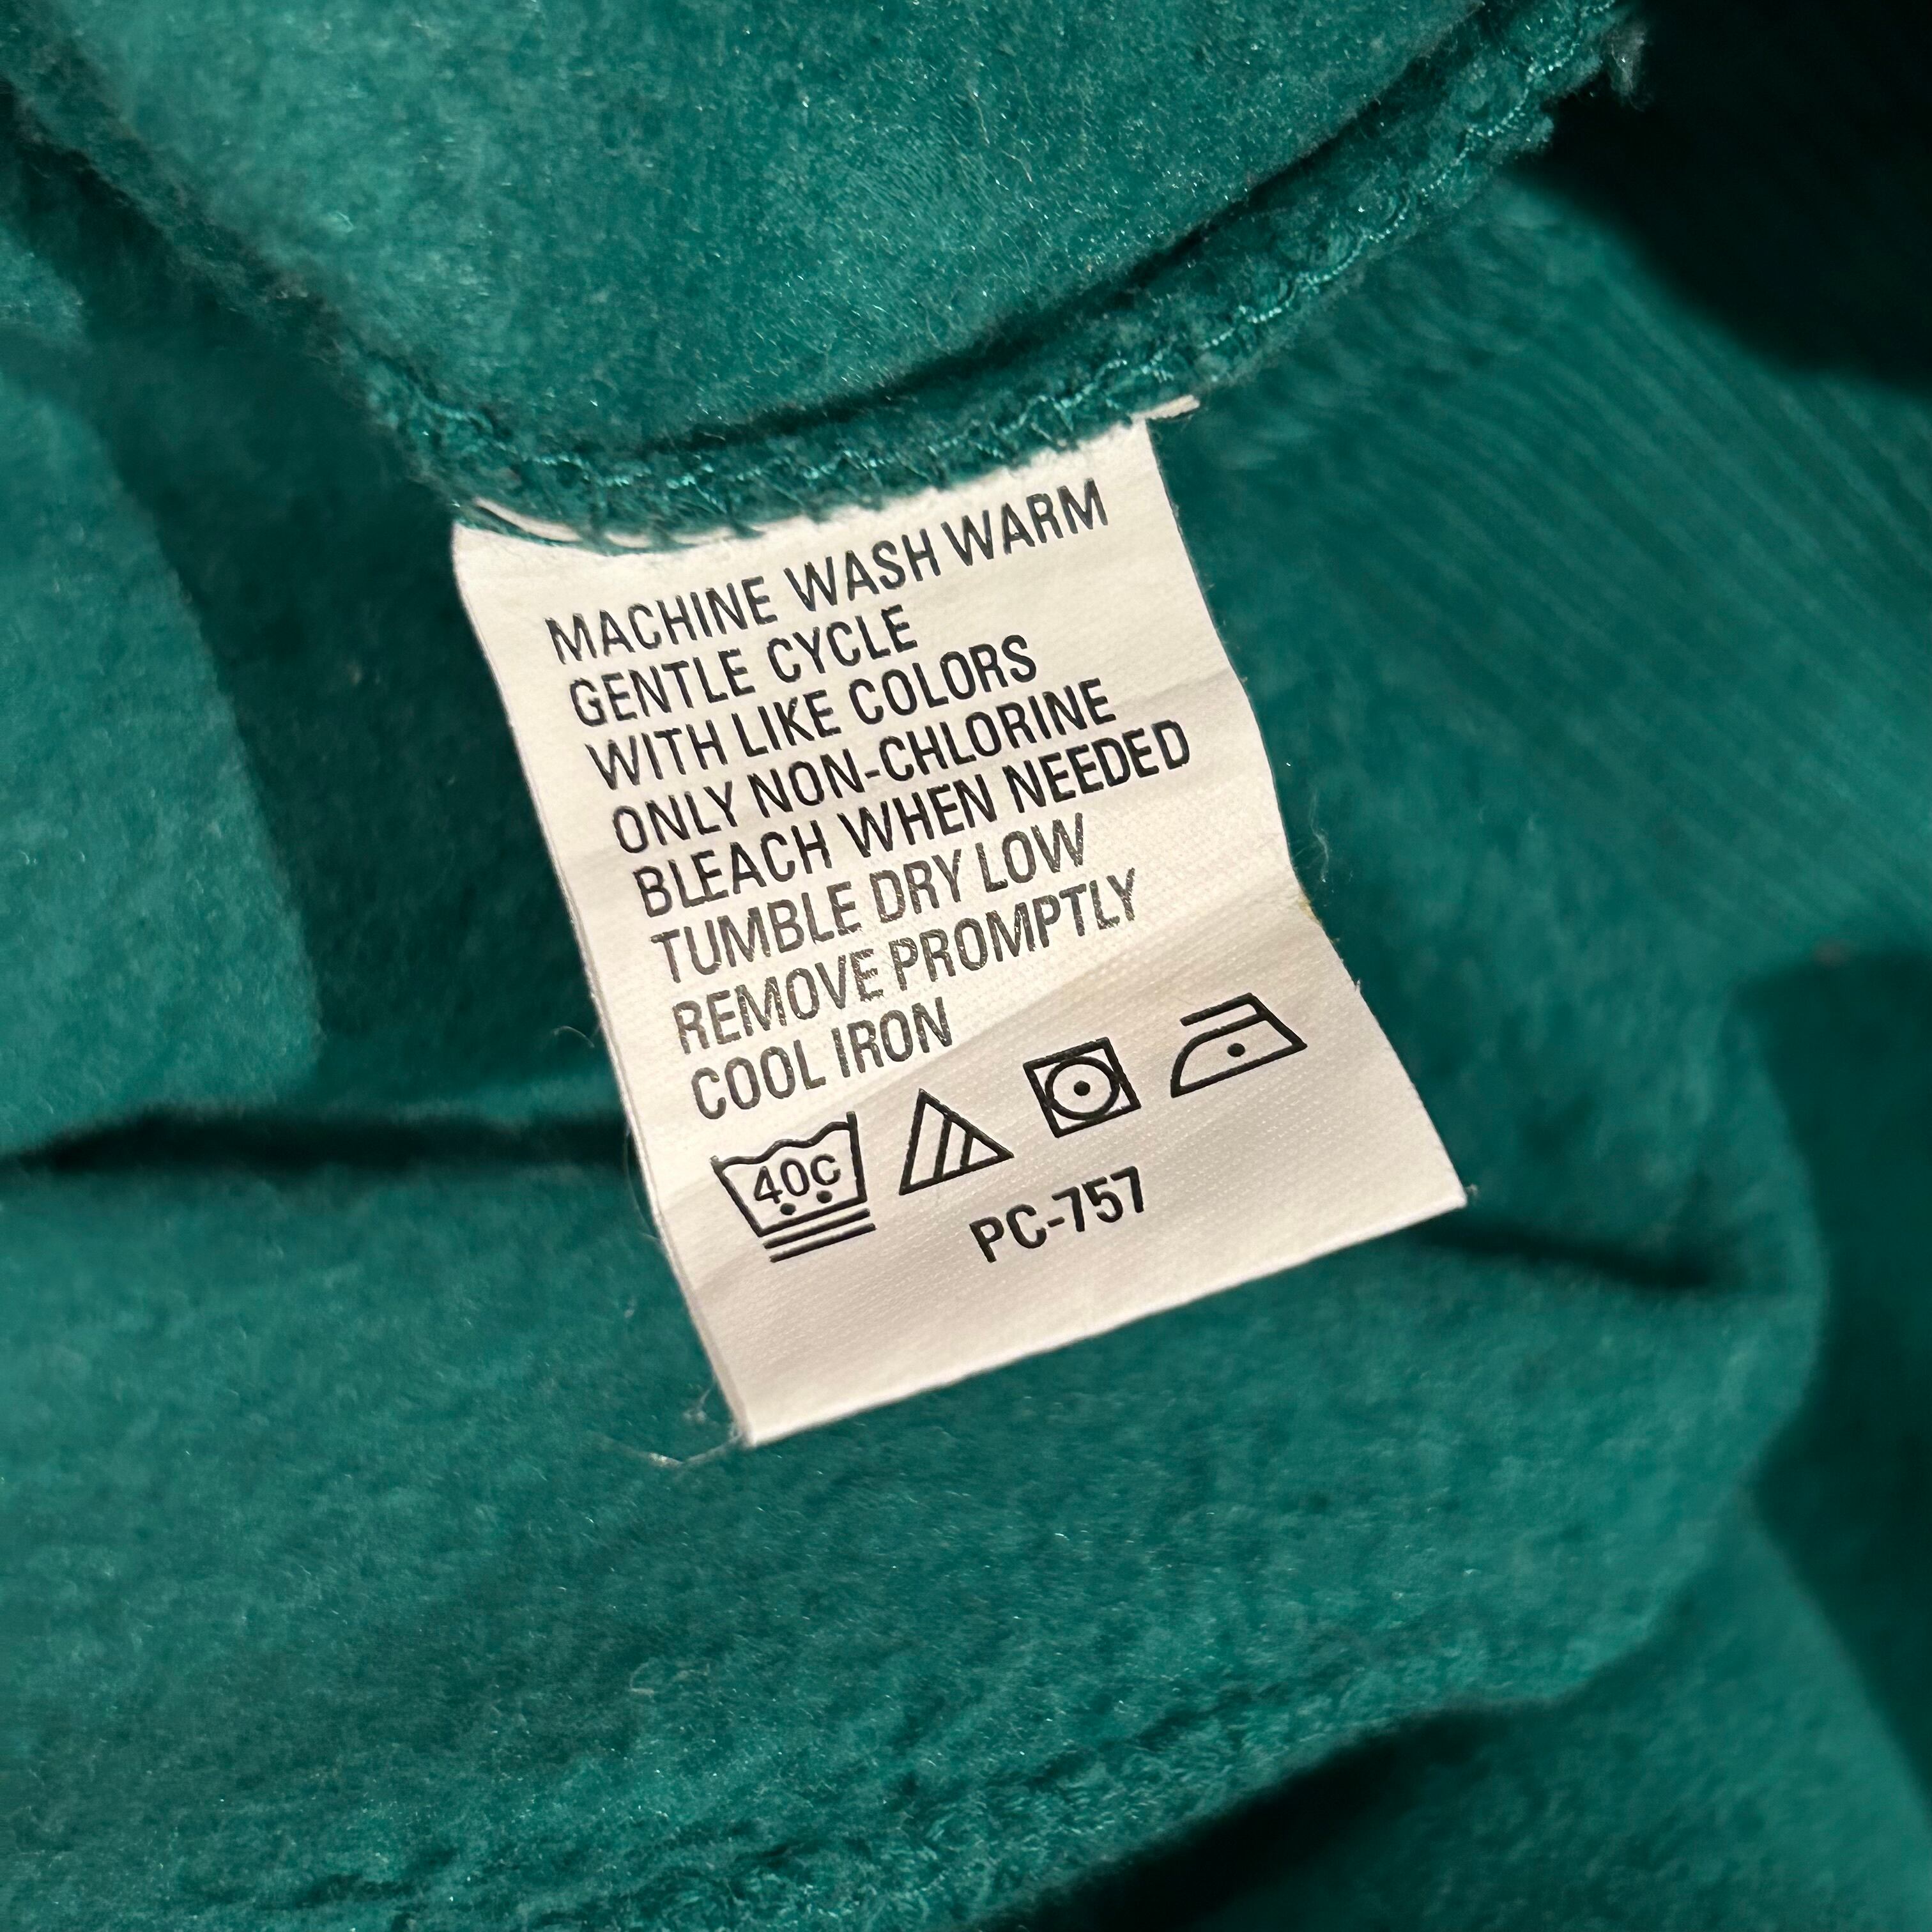 MACHINE WASH WARM
GENTLE CYCLE
WITH LIKE COLORS
ONLY NON-CHLORINE
BLEACH WHEN NEEDED
TUMBLE DRY LOW
REMOVE PROMPTLY
COOL IRON
40C
PC-757